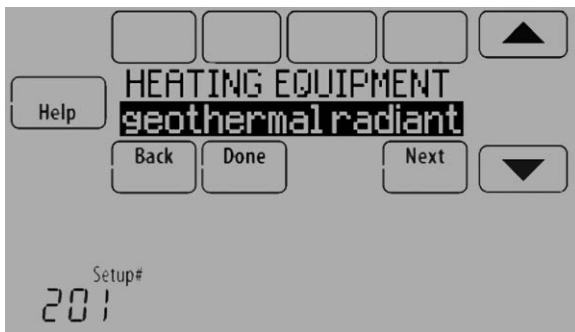 HEATING EQUIPMENT
Help
geothermal radiant
Back Done Next
Setup#
201